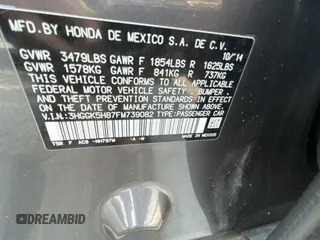 MFD.BY HONDA DE MEXICO S.A. DE C.V.
10/14
GVWR 3479LBS GAWR F 1854LBS R 1625LBS
GVWR 1578KG GAWR F 841KG R 737KG
THIS VEHICLE CONFORMS TO ALL APPLICABLE
FEDERAL MOTOR VEHICLE SAFETY, BUMPER, AND
THEFT PREVENTION STANDARDS IN EFFECT ON THE
DATE OF MANUFACTURE SHOWN ABOVE.
V.I.N.:3HGGK5H87FM739082 TYPE:PASSENGER CAR
MADE IN MEXICO
DREAMBID